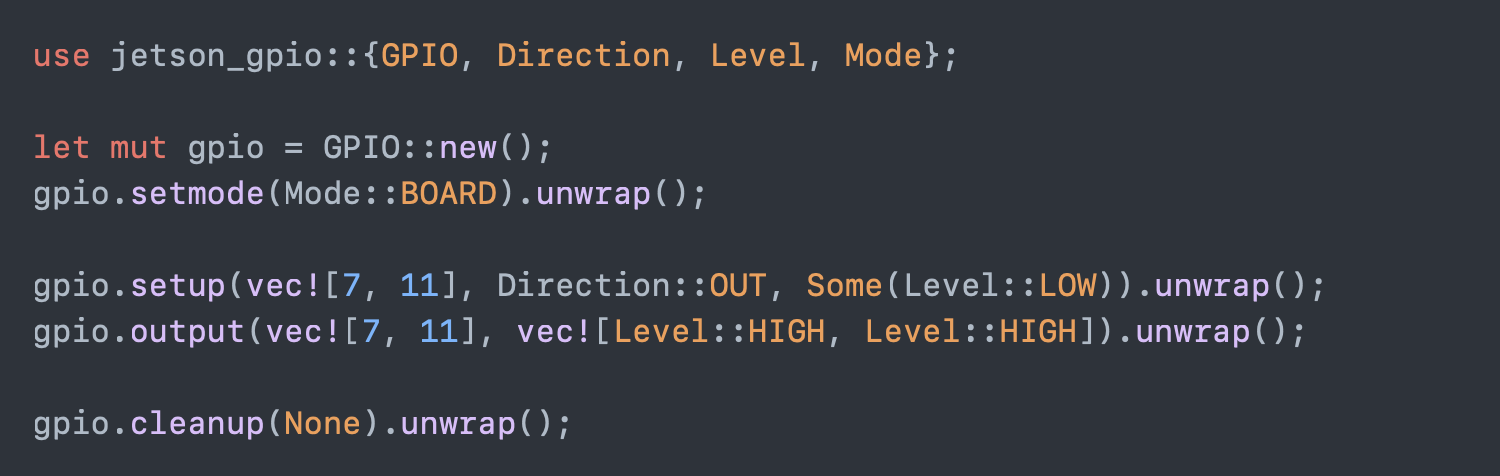 use jetson_gpio::{GPIO, Direction, Level, Mode};
let mut gpio = GPIO::new();
gpio.setmode(Mode::BOARD).unwrap();
gpio.setup(vec![7, 11], Direction::OUT, Some(Level::LOW)).unwrap();
gpio.output(vec![7, 11], vec![Level::HIGH, Level::HIGH]).unwrap();
gpio.cleanup(None).unwrap();